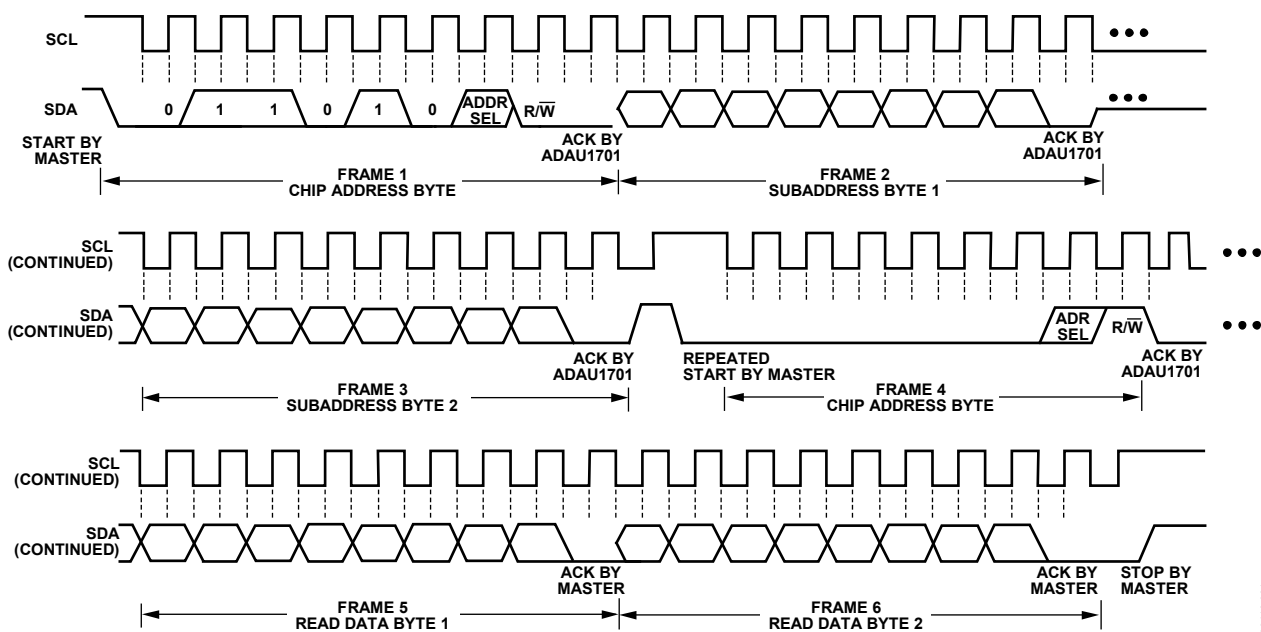 SCL
SDA
0 1 1 0 1 0 ADDR SEL R/W̅
START BY MASTER
ACK BY ADAU1701
ACK BY ADAU1701
FRAME 1
CHIP ADDRESS BYTE
FRAME 2
SUBADDRESS BYTE 1
SCL
(CONTINUED)
SDA
(CONTINUED)
ADR SEL R/W̅
ACK BY ADAU1701
REPEATED
START BY MASTER
ACK BY ADAU1701
FRAME 3
SUBADDRESS BYTE 2
FRAME 4
CHIP ADDRESS BYTE
SCL
(CONTINUED)
SDA
(CONTINUED)
ACK BY MASTER
ACK BY MASTER
STOP BY MASTER
FRAME 5
READ DATA BYTE 1
FRAME 6
READ DATA BYTE 2